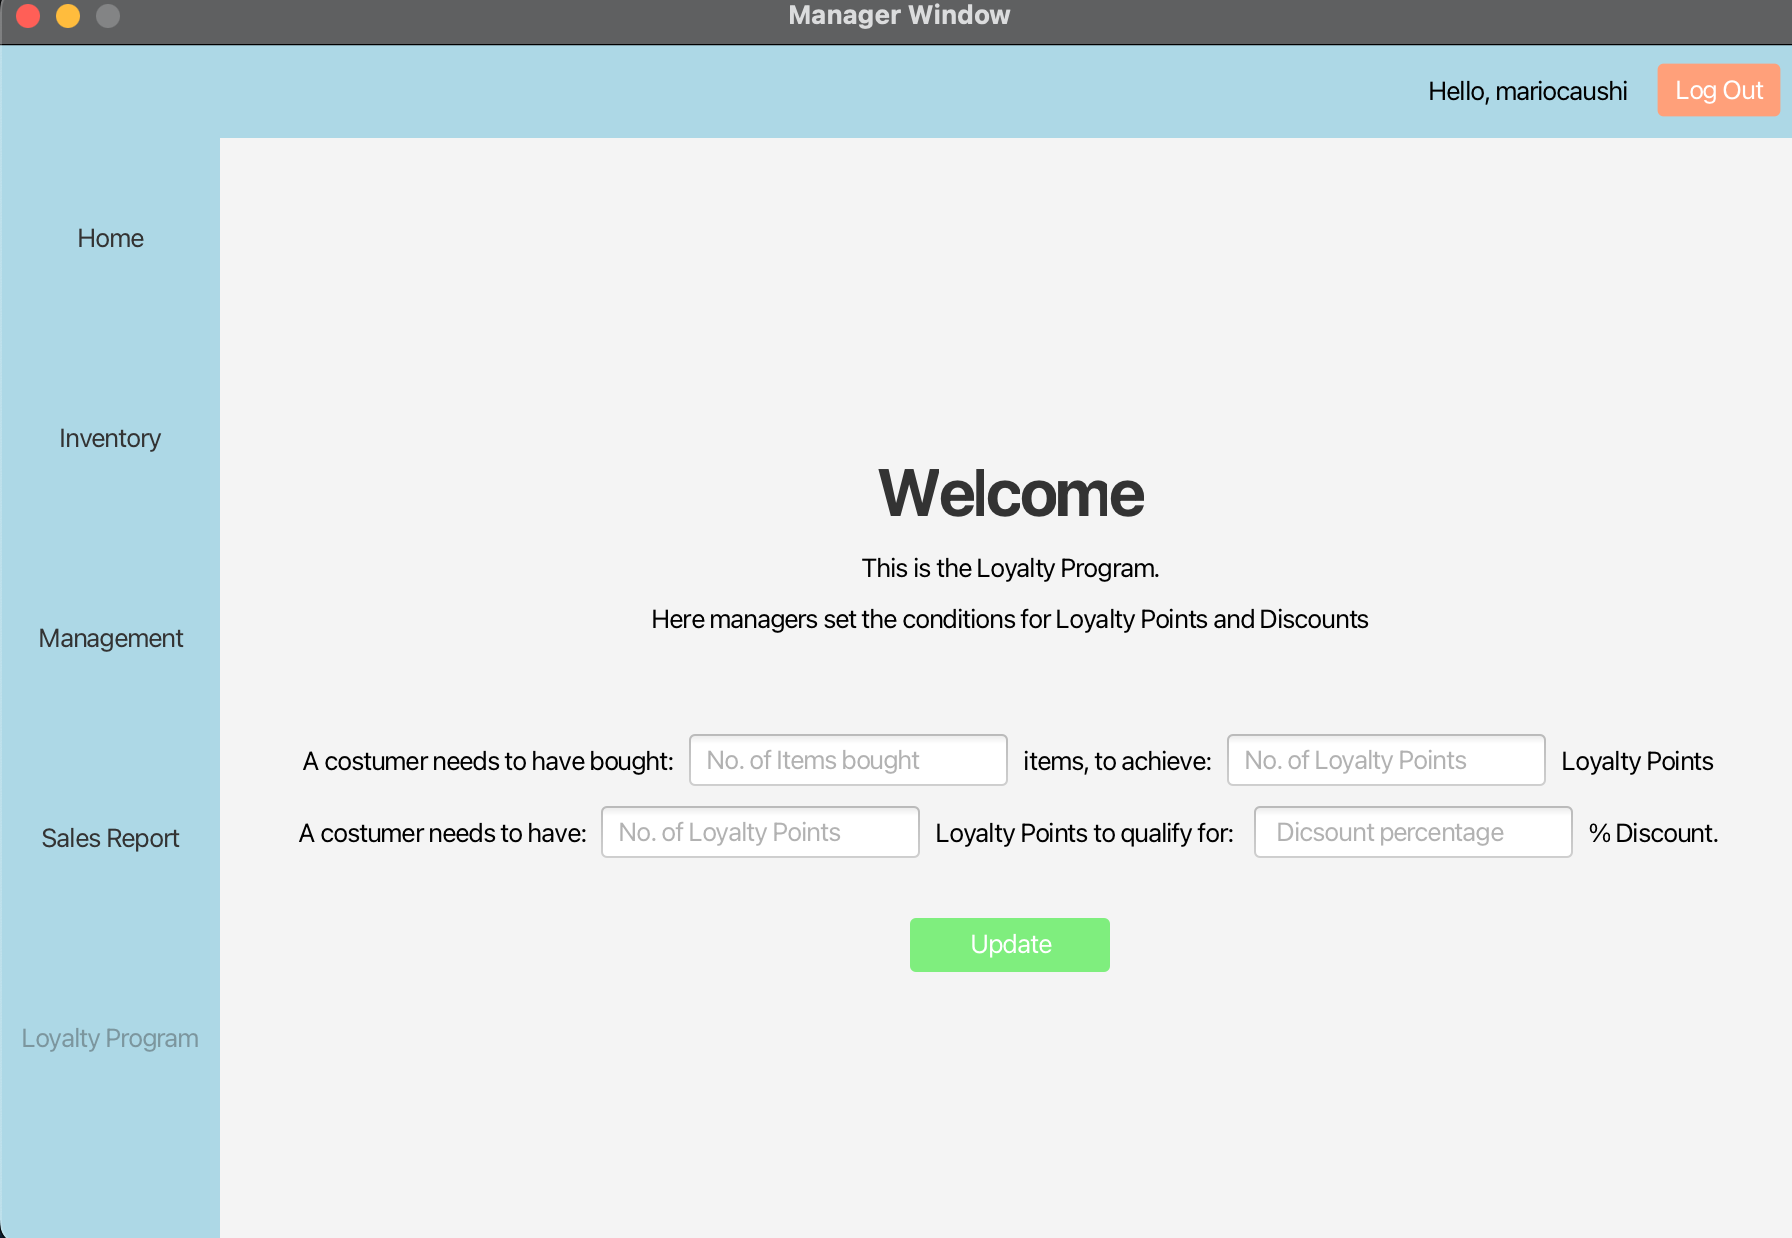 Manager Window
Hello, mariocaushi
Log Out
Home
Inventory
Management
Sales Report
Loyalty Program
Welcome
This is the Loyalty Program.
Here managers set the conditions for Loyalty Points and Discounts
A costumer needs to have bought: No. of Items bought items, to achieve: No. of Loyalty Points Loyalty Points
A costumer needs to have: No. of Loyalty Points Loyalty Points to qualify for: Dicsount percentage % Discount.
Update